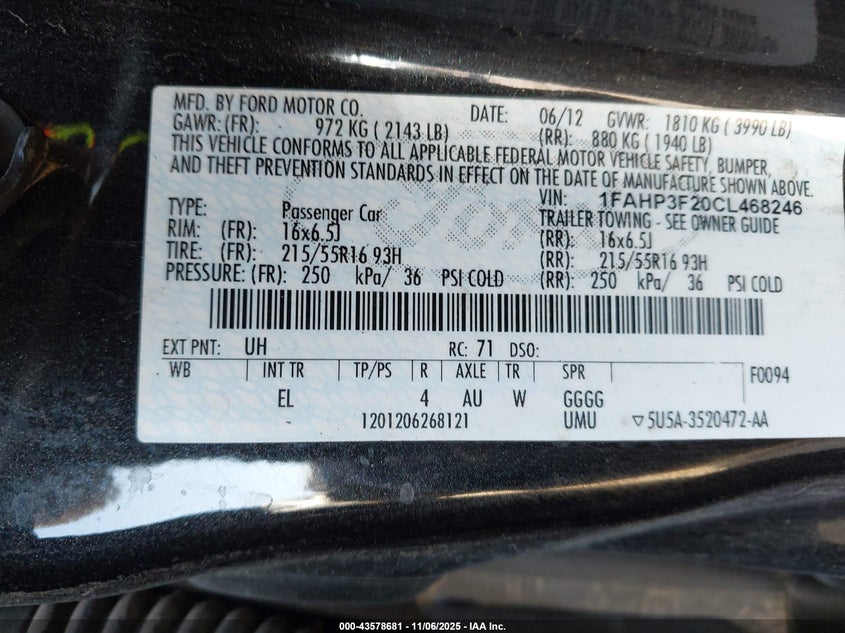 MFD. BY FORD MOTOR CO. DATE: 06/12 GVWR: 1810 KG ( 3990 LB)
GAWR: (FR): 972 KG ( 2143 LB) (RR): 880 KG ( 1940 LB)
THIS VEHICLE CONFORMS TO ALL APPLICABLE FEDERAL MOTOR VEHICLE SAFETY, BUMPER,
AND THEFT PREVENTION STANDARDS IN EFFECT ON THE DATE OF MANUFACTURE SHOWN ABOVE.
VIN: 1FAHP3F20CL468246
TYPE: Passenger Car TRAILER TOWING - SEE OWNER GUIDE
RIM: (FR): 16x6.5J (RR): 16x6.5J
TIRE: (FR): 215/55R16 93H (RR): 215/55R16 93H
PRESSURE: (FR): 250 kPa/ 36 PSI COLD (RR): 250 kPa/ 36 PSI COLD
EXT PNT: UH RC: 71 DSO:
WB INT TR TP/PS R AXLE TR SPR F0094
EL 4 AU W GGGG
1201206268121 UMU ▽5U5A-3520472-AA
Ford
000-43578681 - 11/06/2025 - IAA Inc.